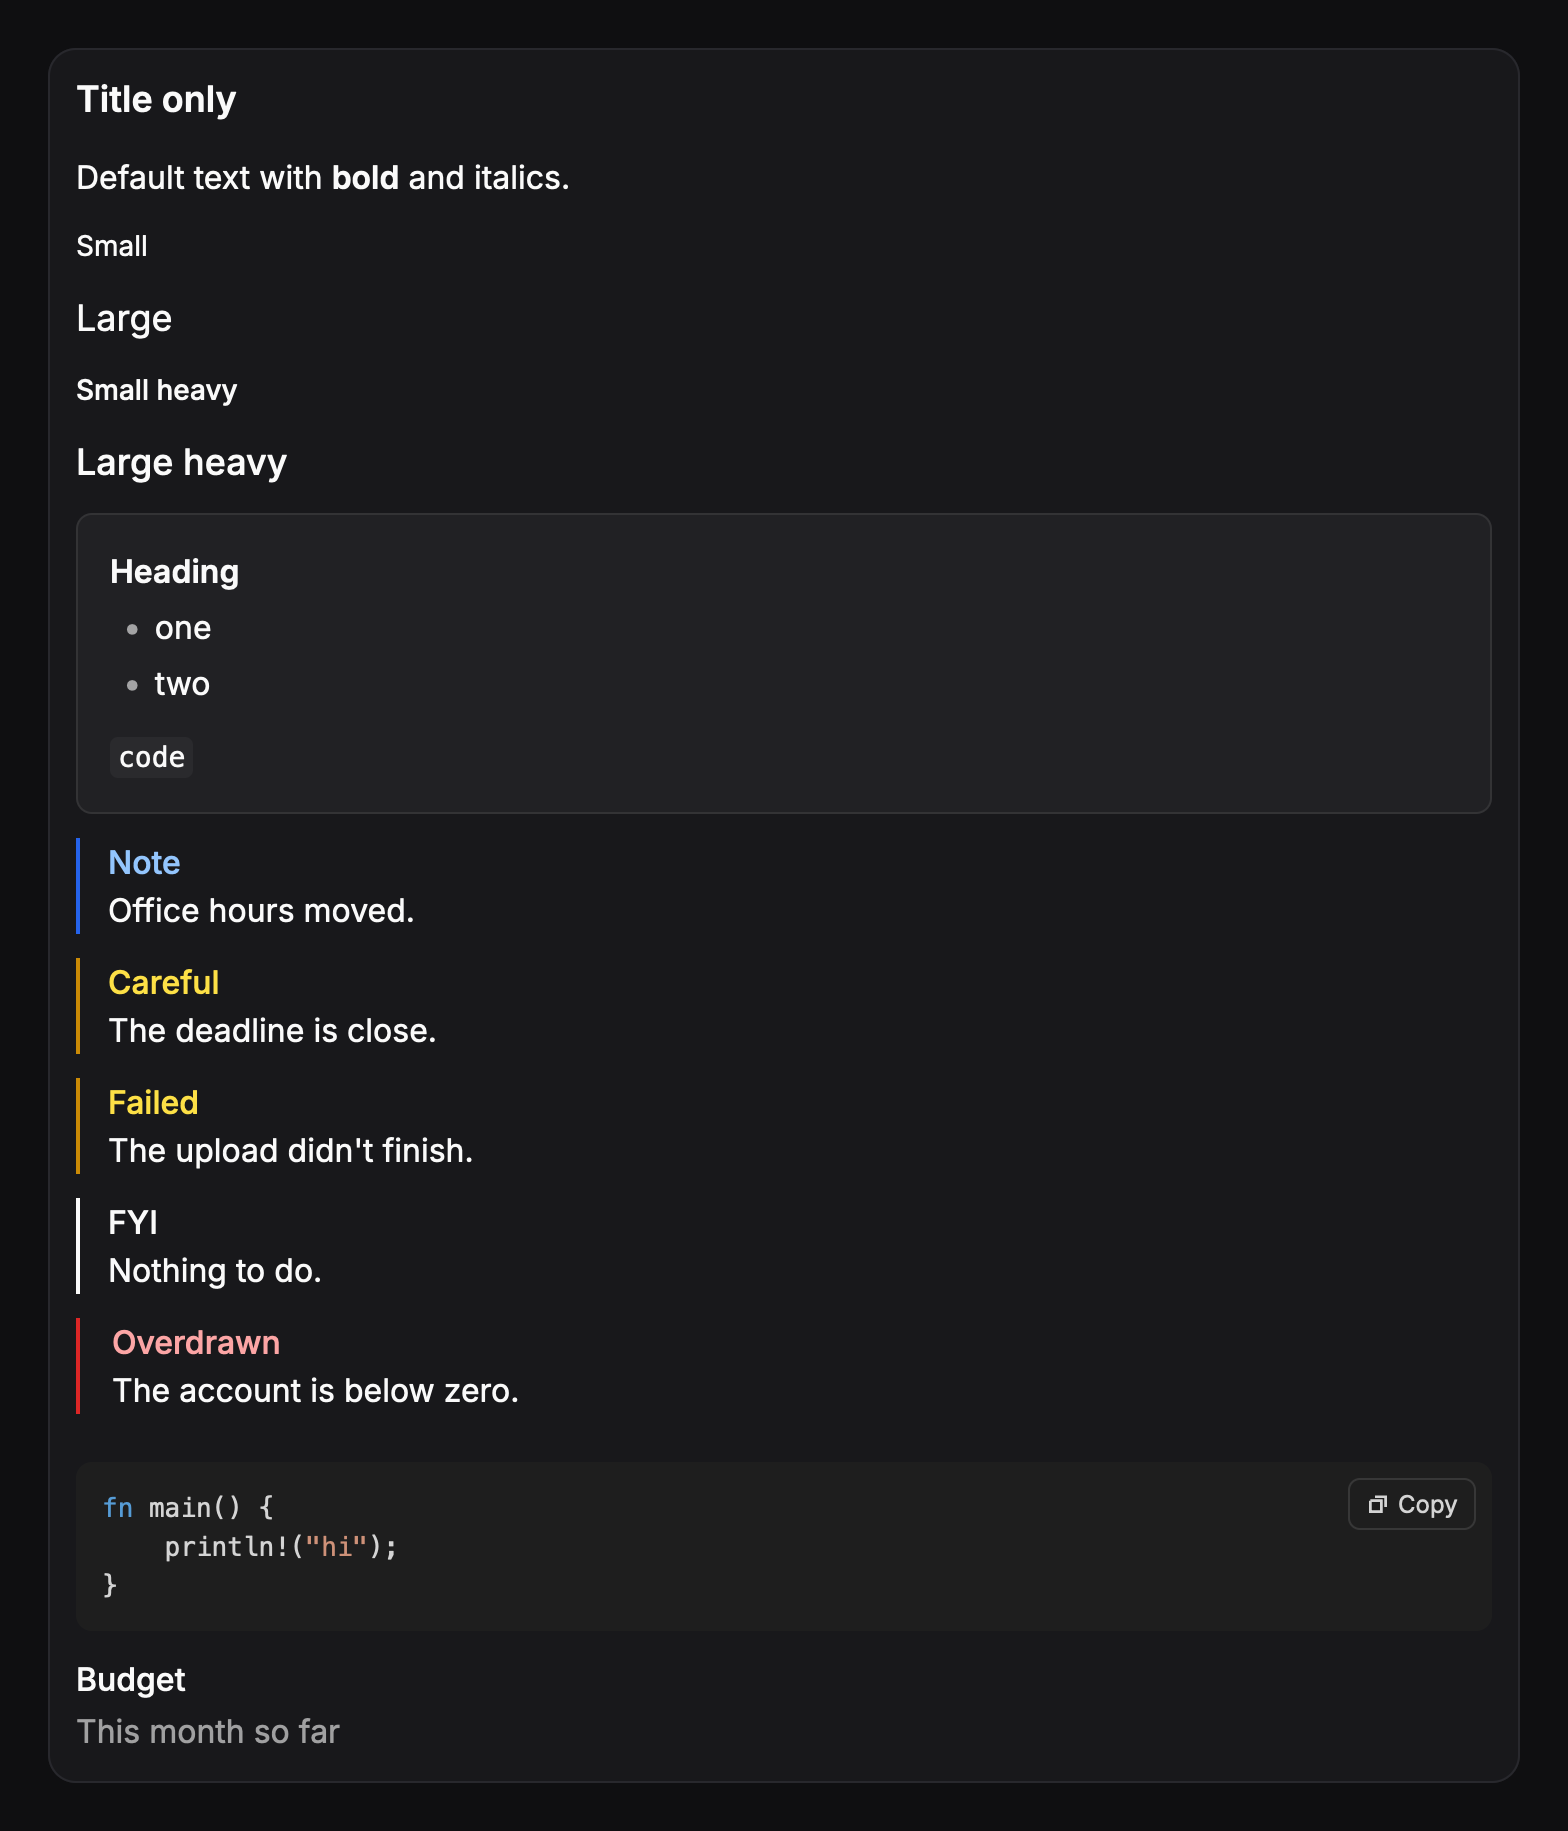 Title only
Default text with bold and italics.
Small
Large
Small heavy
Large heavy
Heading
one
two
code
Note
Office hours moved.
Careful
The deadline is close.
Failed
The upload didn't finish.
FYI
Nothing to do.
Overdrawn
The account is below zero.
fn main() {
Copy
    println!("hi");
}
Budget
This month so far